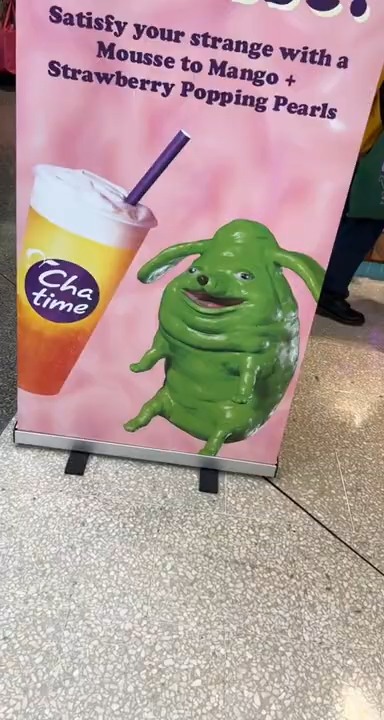 Satisfy your strange with a
Mousse to Mango +
Strawberry Popping Pearls
Cha
time